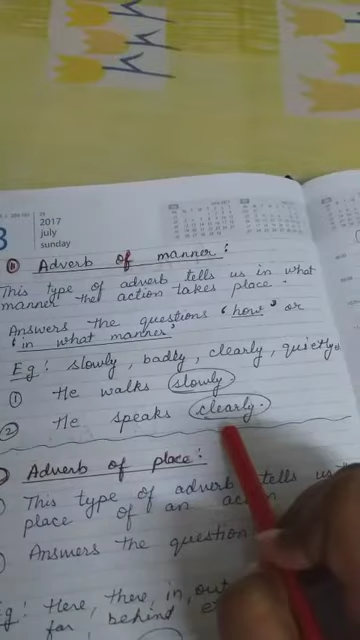 2017
july
sunday
Adverb of manner:
This type of adverb tells us in what
manner the action takes place.
Answers the questions 'how' or
'in what manner'
Eg: slowly, badly, clearly, quietly.
① He walks slowly.
② He speaks clearly.
Adverb of place:
This type of adverb tells us
place of an action
Answers the question
Here, there, in, out
far, behind